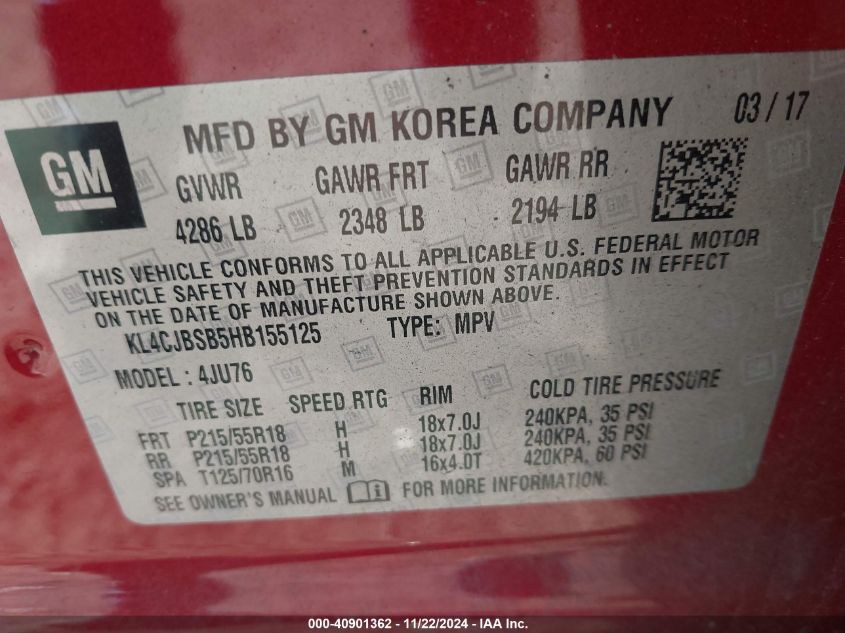 GM
MFD BY GM KOREA COMPANY 03/17
GVWR GAWR FRT GAWR RR
4286 LB 2348 LB 2194 LB
THIS VEHICLE CONFORMS TO ALL APPLICABLE U.S. FEDERAL MOTOR
VEHICLE SAFETY AND THEFT PREVENTION STANDARDS IN EFFECT
ON THE DATE OF MANUFACTURE SHOWN ABOVE.
KL4CJBSB5HB155125 TYPE: MPV
MODEL: 4JU76
TIRE SIZE SPEED RTG RIM COLD TIRE PRESSURE
FRT P215/55R18 H 18x7.0J 240KPA, 35 PSI
RR P215/55R18 H 18x7.0J 240KPA, 35 PSI
SPA T125/70R16 M 16x4.0T 420KPA, 60 PSI
SEE OWNER'S MANUAL FOR MORE INFORMATION.
000-40901362 - 11/22/2024 - IAA Inc.